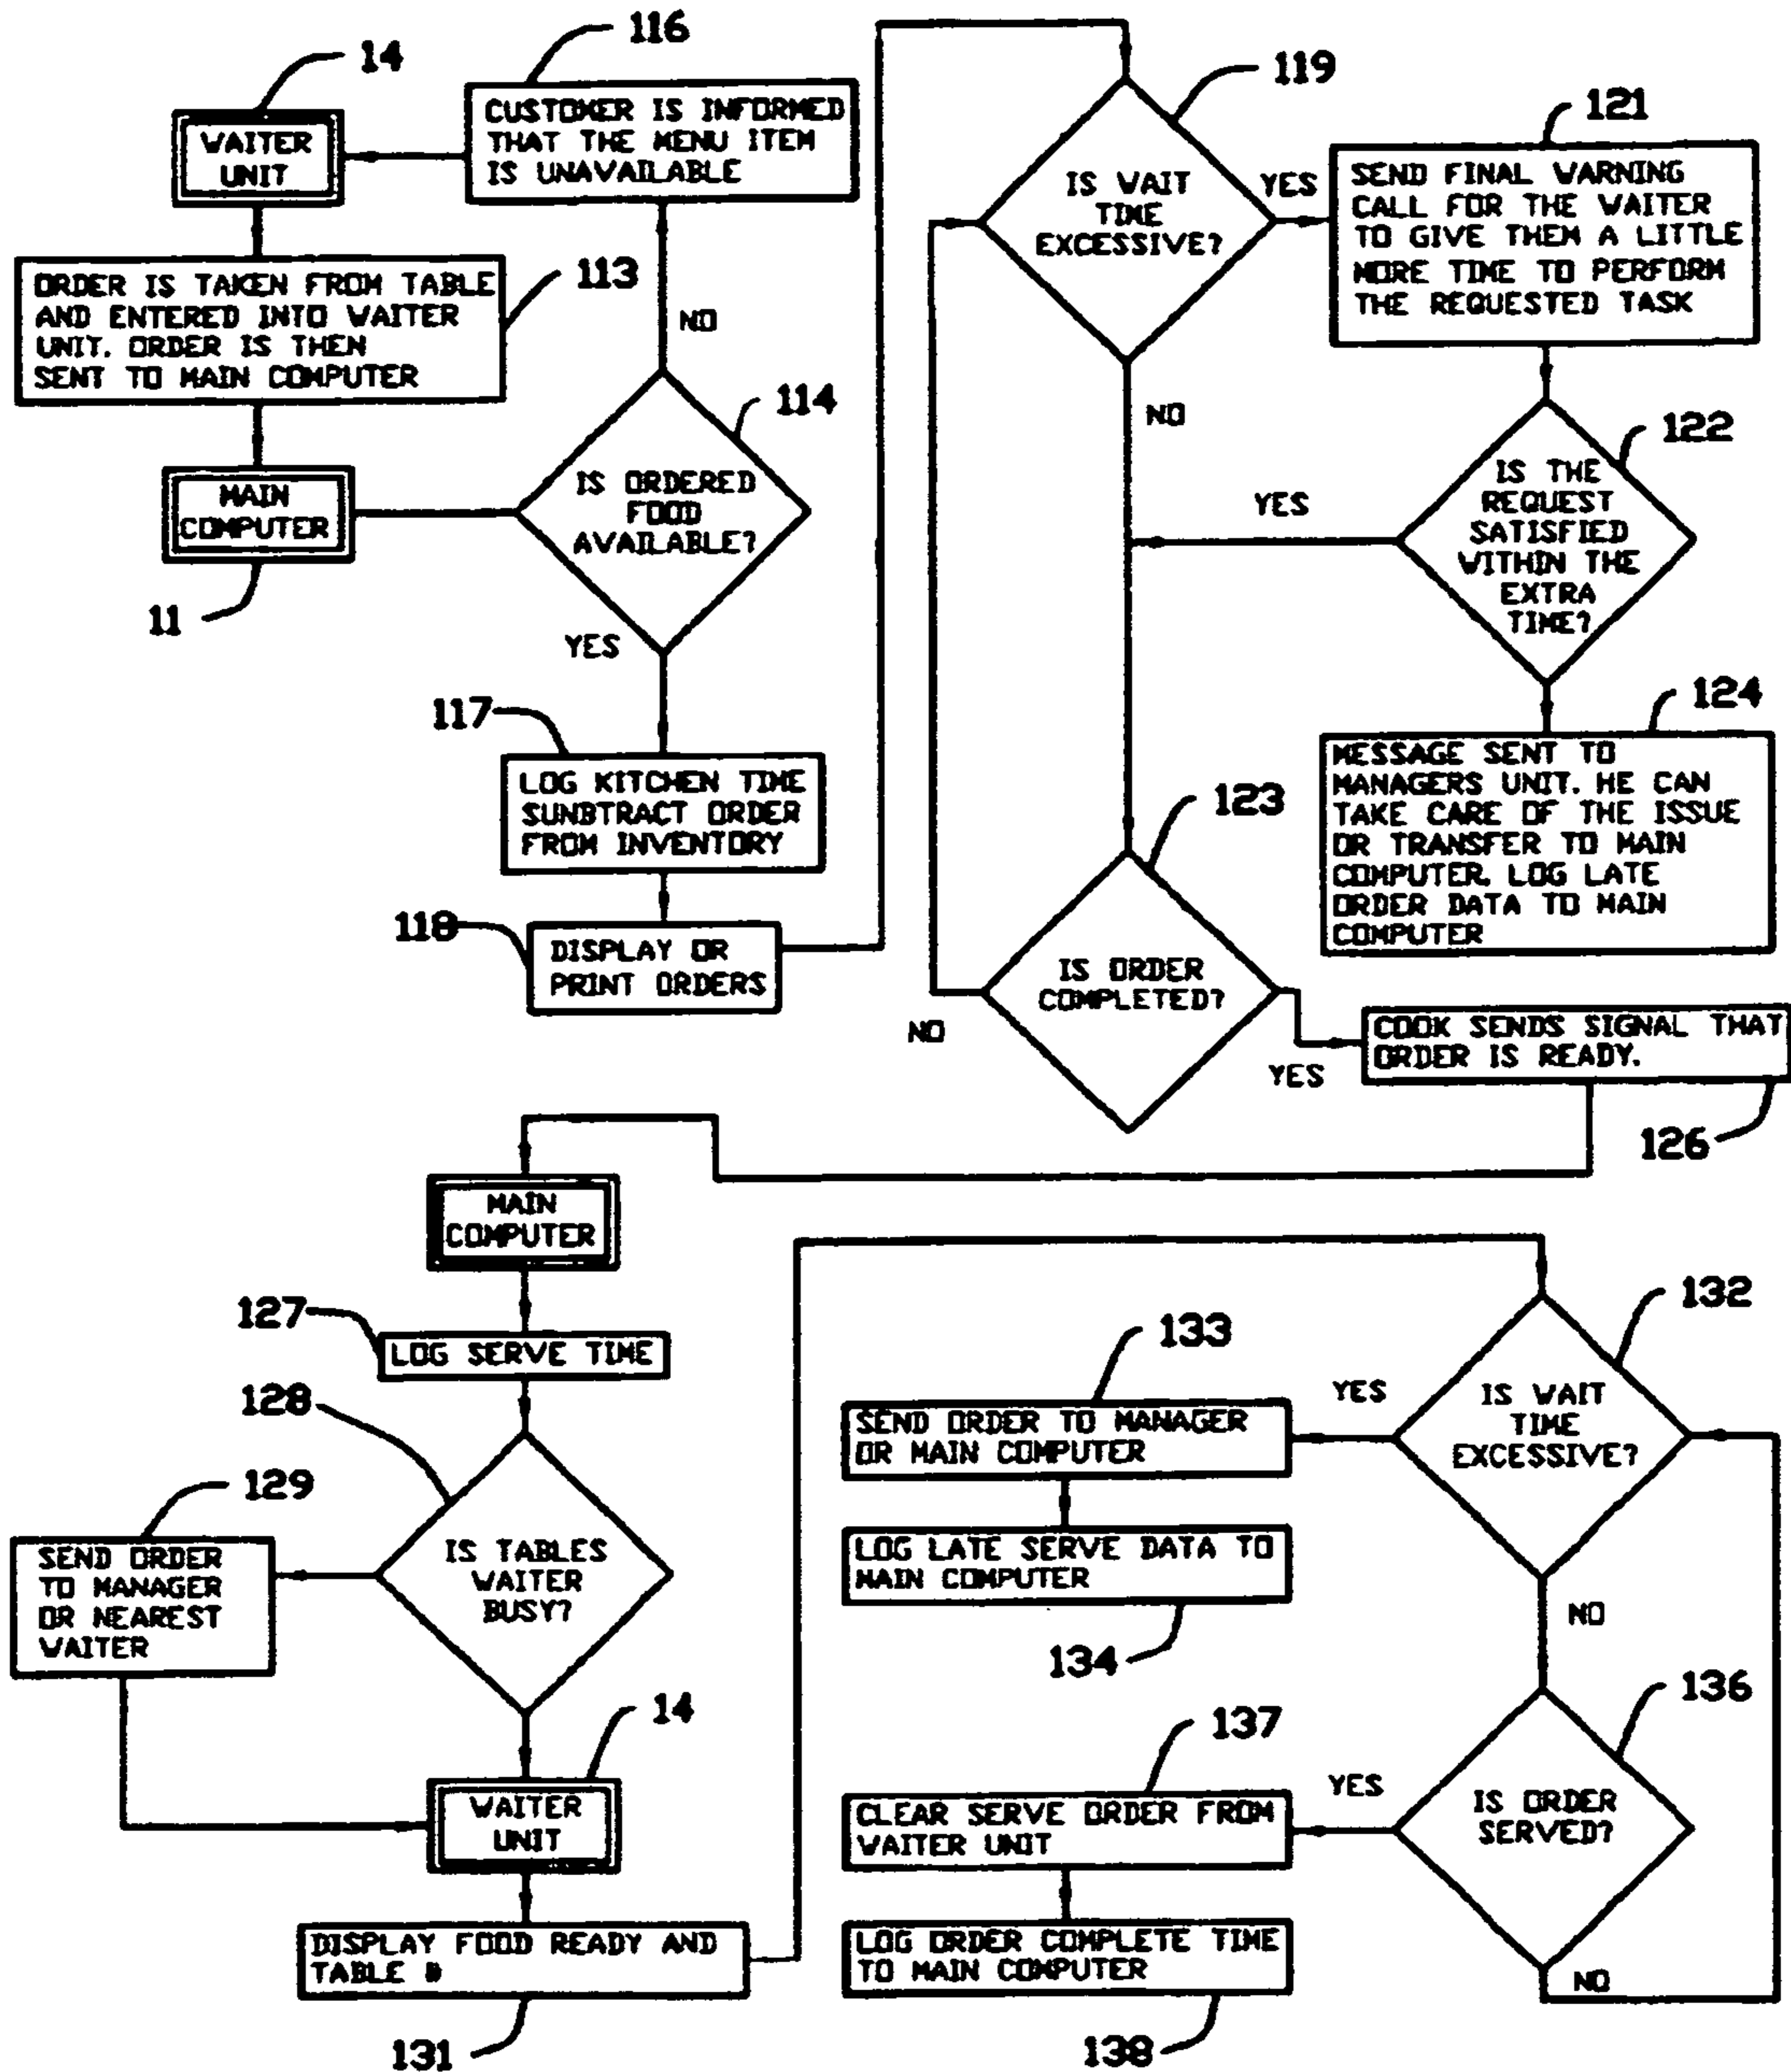 116
14
119
CUSTOMER IS INFORMED
THAT THE MENU ITEM
IS UNAVAILABLE
WAITER
UNIT
121
IS WAIT
TIME
EXCESSIVE?
YES
SEND FINAL WARNING
CALL FOR THE WAITER
TO GIVE THEM A LITTLE
MORE TIME TO PERFORM
THE REQUESTED TASK
ORDER IS TAKEN FROM TABLE
AND ENTERED INTO WAITER
UNIT. ORDER IS THEN
SENT TO MAIN COMPUTER
113
NO
114
NO
122
MAIN
COMPUTER
11
IS ORDERED
FOOD
AVAILABLE?
YES
YES
IS THE
REQUEST
SATISFIED
WITHIN THE
EXTRA
TIME?
117
LOG KITCHEN TIME
SUNBTRACT ORDER
FROM INVENTORY
118
DISPLAY OR
PRINT ORDERS
124
MESSAGE SENT TO
MANAGERS UNIT. HE CAN
TAKE CARE OF THE ISSUE
OR TRANSFER TO MAIN
COMPUTER. LOG LATE
ORDER DATA TO MAIN
COMPUTER
123
IS ORDER
COMPLETED?
NO
YES
COOK SENDS SIGNAL THAT
ORDER IS READY.
126
MAIN
COMPUTER
127
LOG SERVE TIME
128
129
IS TABLES
WAITER
BUSY?
SEND ORDER
TO MANAGER
OR NEAREST
WAITER
14
WAITER
UNIT
DISPLAY FOOD READY AND
TABLE #
131
132
133
YES
IS WAIT
TIME
EXCESSIVE?
SEND ORDER TO MANAGER
OR MAIN COMPUTER
LOG LATE SERVE DATA TO
MAIN COMPUTER
134
NO
136
137
YES
IS ORDER
SERVED?
CLEAR SERVE ORDER FROM
WAITER UNIT
LOG ORDER COMPLETE TIME
TO MAIN COMPUTER
NO
138